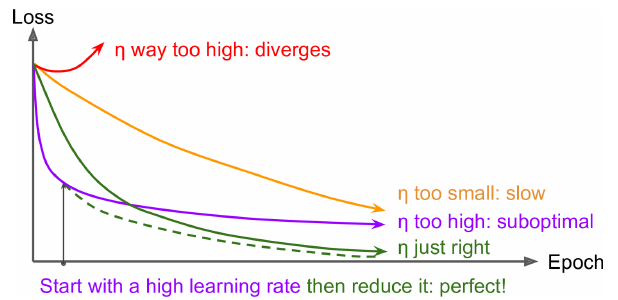 Loss
η way too high: diverges
η too small: slow
η too high: suboptimal
η just right
Epoch
Start with a high learning rate then reduce it: perfect!